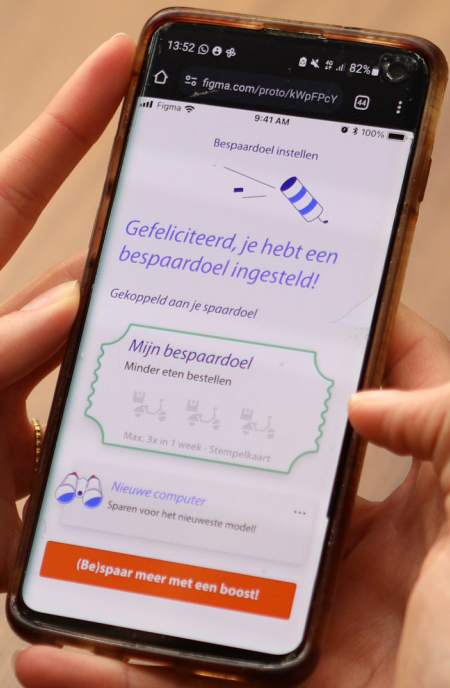 13:52 82%
figma.com/proto/kWpFPcY 44
Figma 9:41 AM 100%
Bespaardoel instellen
Gefeliciteerd, je hebt een
bespaardoel ingesteld!
Gekoppeld aan je spaardoel
Mijn bespaardoel
Minder eten bestellen
Max. 3x in 1 week - Stempelkaart
Nieuwe computer
Sparen voor het nieuweste model!
(Be)spaar meer met een boost!